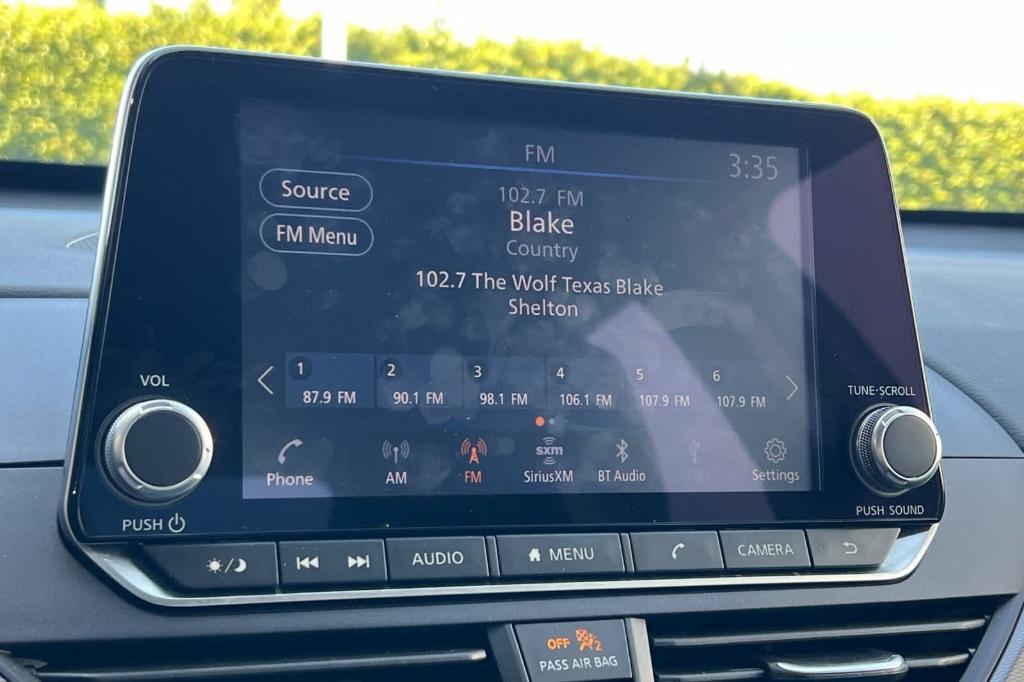 FM
3:35
Source
FM Menu
102.7 FM
Blake
Country
102.7 The Wolf Texas Blake
Shelton
1 87.9 FM
2 90.1 FM
3 98.1 FM
4 106.1 FM
5 107.9 FM
6 107.9 FM
Phone
AM
FM
sxm
SiriusXM
BT Audio
Settings
VOL
PUSH
TUNE·SCROLL
PUSH SOUND
AUDIO
MENU
CAMERA
OFF 2
PASS AIR BAG